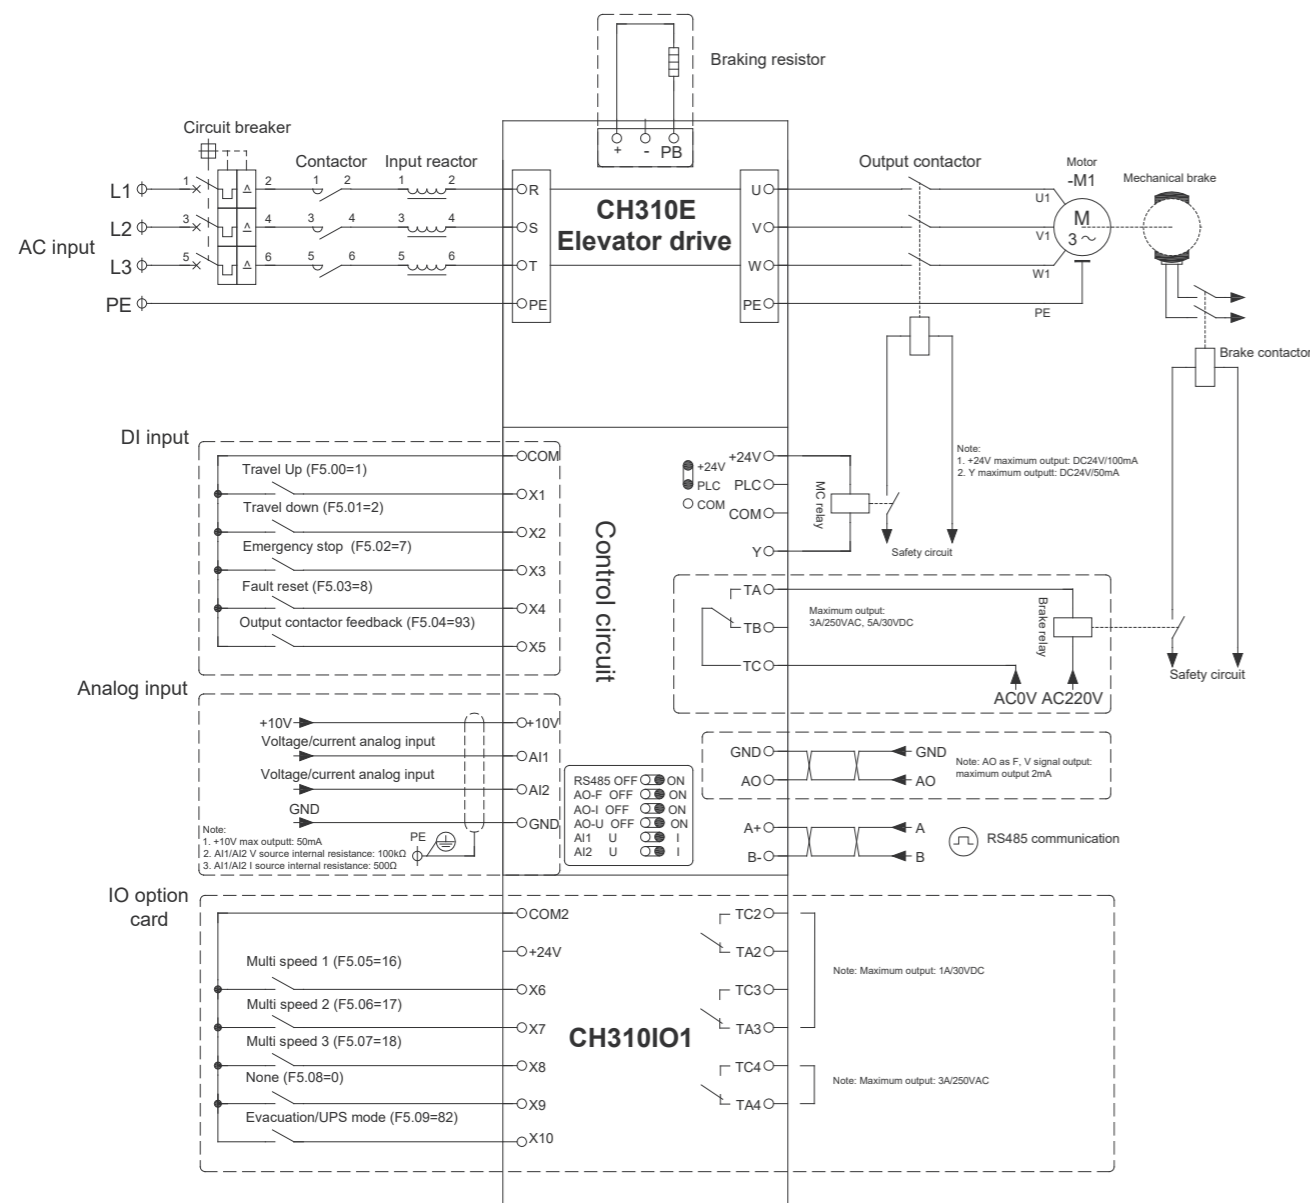 Braking resistor
+ - PB
Circuit breaker
Contactor
Input reactor
Output contactor
Motor
-M1
Mechanical brake
AC input
L1
1 2
1 2
1 2
R
L2
3 4
3 4
3 4
S
L3
5 6
5 6
5 6
T
PE
PE
CH310E
Elevator drive
U
V
W
PE
U1
V1
W1
PE
M
3
Brake contactor
DI input
COM
Travel Up (F5.00=1)
X1
Travel down (F5.01=2)
X2
Emergency stop (F5.02=7)
X3
Fault reset (F5.03=8)
X4
Output contactor feedback (F5.04=93)
X5
Control circuit
+24V
PLC
COM
+24V
PLC
COM
Y
MC relay
Safety circuit
Note:
1. +24V maximum output: DC24V/100mA
2. Y maximum outputt: DC24V/50mA
TA
TB
TC
Maximum output:
3A/250VAC, 5A/30VDC
Brake relay
AC0V AC220V
Safety circuit
Analog input
+10V
+10V
Voltage/current analog input
AI1
Voltage/current analog input
AI2
GND
GND
Note:
1. +10V max outputt: 50mA
2. AI1/AI2 V source internal resistance: 100kΩ
3. AI1/AI2 I source internal resistance: 500Ω
PE
RS485 OFF ON
AO-F OFF ON
AO-I OFF ON
AO-U OFF ON
AI1 U I
AI2 U I
GND
GND
AO
AO
Note: AO as F, V signal output:
maximum output 2mA
A+
A
B-
B
RS485 communication
IO option
card
COM2
+24V
Multi speed 1 (F5.05=16)
X6
Multi speed 2 (F5.06=17)
X7
Multi speed 3 (F5.07=18)
X8
None (F5.08=0)
X9
Evacuation/UPS mode (F5.09=82)
X10
CH310IO1
TC2
TA2
TC3
TA3
Note: Maximum output: 1A/30VDC
TC4
TA4
Note: Maximum output: 3A/250VAC